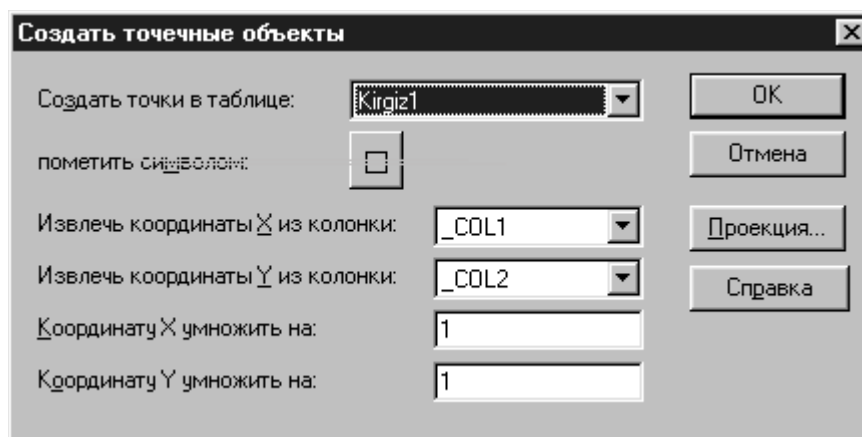 Создать точечные объекты
Создать точки в таблице: Kirgiz1 OK
пометить символом: Отмена
Извлечь координаты X из колонки: _COL1 Проекция...
Извлечь координаты Y из колонки: _COL2 Справка
Координату X умножить на: 1
Координату Y умножить на: 1